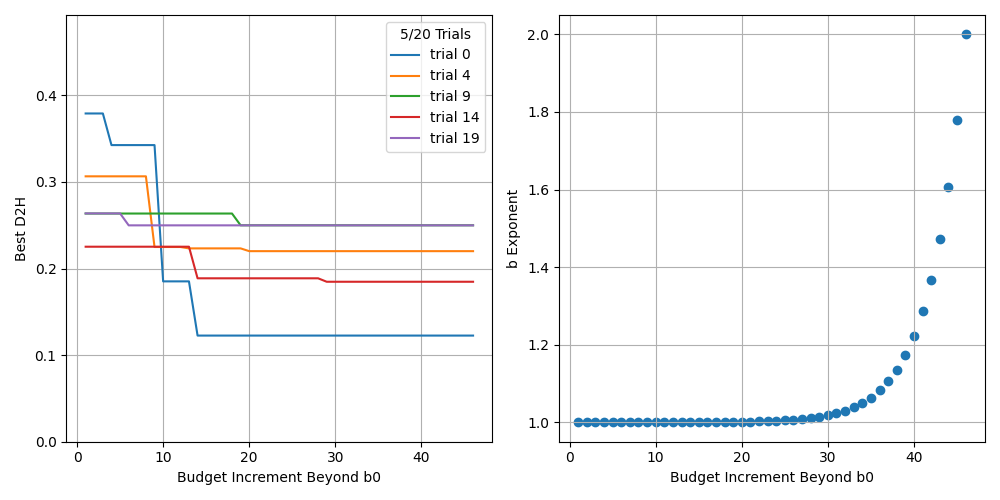 5/20 Trials
trial 0
trial 4
trial 9
trial 14
trial 19
0.4
0.3
0.2
0.1
0.0
Best D2H
0 10 20 30 40
Budget Increment Beyond b0
2.0
1.8
1.6
1.4
1.2
1.0
b Exponent
0 10 20 30 40
Budget Increment Beyond b0